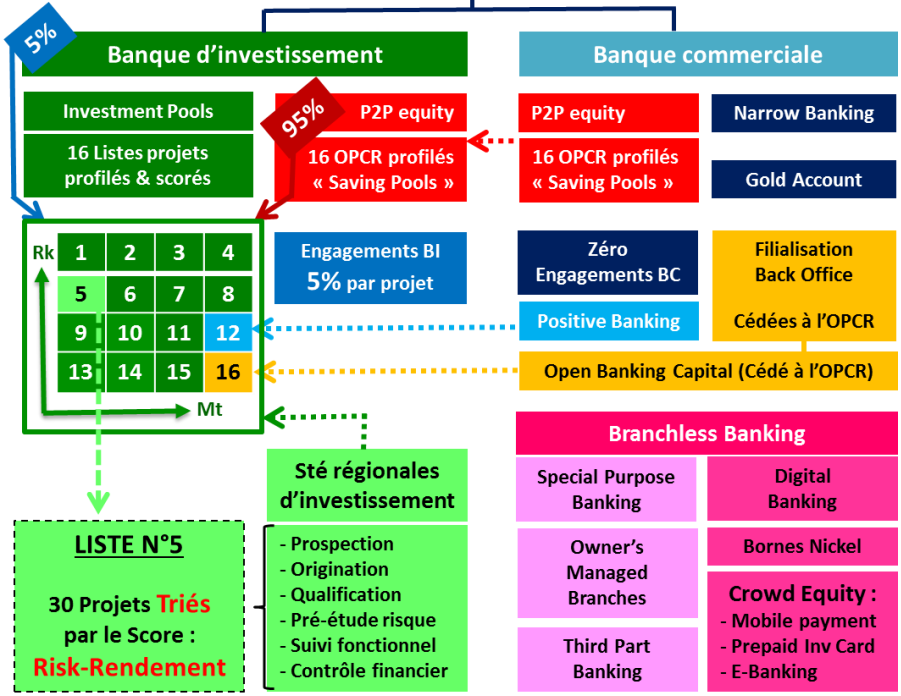 5%
Banque d'investissement
Banque commerciale
Investment Pools
16 Listes projets
profilés & scorés
95%
P2P equity
16 OPCR profilés
« Saving Pools »
P2P equity
16 OPCR profilés
« Saving Pools »
Narrow Banking
Gold Account
Rk
1 2 3 4
5 6 7 8
9 10 11 12
13 14 15 16
Mt
Engagements BI
5% par projet
Zéro
Engagements BC
Positive Banking
Filialisation
Back Office
Cédées à l'OPCR
Open Banking Capital (Cédé à l'OPCR)
Sté régionales
d'investissement
- Prospection
- Origination
- Qualification
- Pré-étude risque
- Suivi fonctionnel
- Contrôle financier
LISTE N°5
30 Projets Triés
par le Score :
Risk-Rendement
Branchless Banking
Special Purpose
Banking
Owner's
Managed
Branches
Third Part
Banking
Digital
Banking
Bornes Nickel
Crowd Equity :
- Mobile payment
- Prepaid Inv Card
- E-Banking